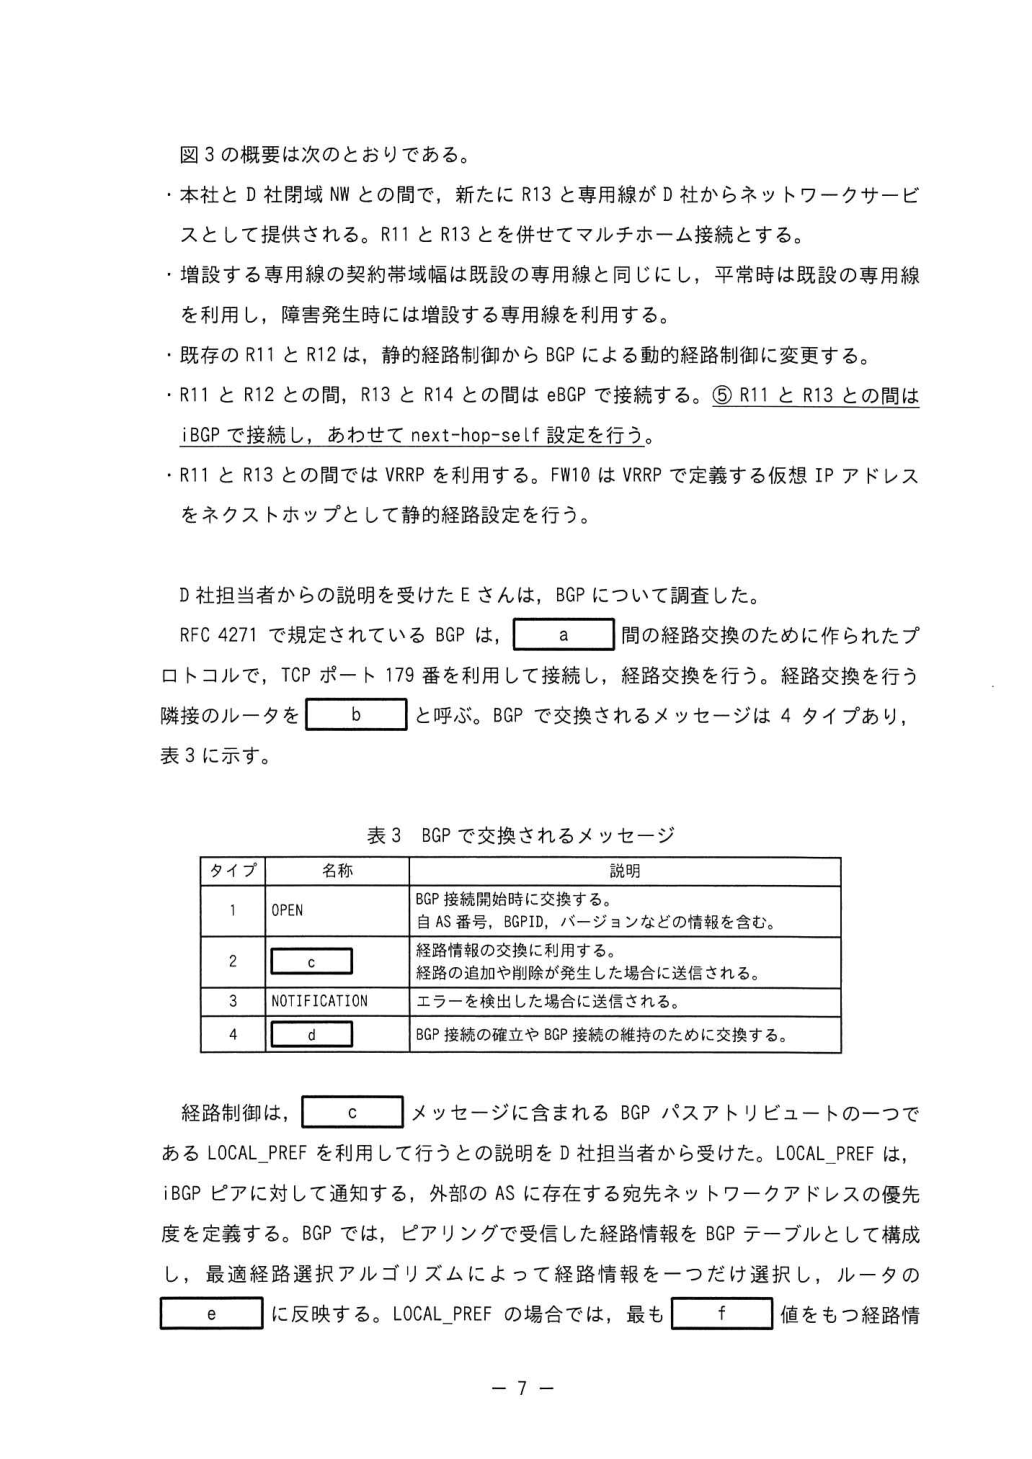 図3の概要は次のとおりである。
・本社とD社閉域NWとの間で，新たにR13と専用線がD社からネットワークサービ
スとして提供される。R11とR13とを併せてマルチホーム接続とする。
・増設する専用線の契約帯域幅は既設の専用線と同じにし，平常時は既設の専用線
を利用し，障害発生時には増設する専用線を利用する。
・既存のR11とR12は，静的経路制御からBGPによる動的経路制御に変更する。
・R11とR12との間，R13とR14との間はeBGPで接続する。⑤R11とR13との間は
iBGPで接続し，あわせてnext-hop-self設定を行う。
・R11とR13との間ではVRRPを利用する。FW10はVRRPで定義する仮想IPアドレス
をネクストホップとして静的経路設定を行う。
D社担当者からの説明を受けたEさんは，BGPについて調査した。
RFC 4271で規定されているBGPは， a 間の経路交換のために作られたプ
ロトコルで，TCPポート179番を利用して接続し，経路交換を行う。経路交換を行う
隣接のルータを b と呼ぶ。BGPで交換されるメッセージは4タイプあり，
表3に示す。
表3　BGPで交換されるメッセージ
タイプ 名称 説明
1 OPEN BGP接続開始時に交換する。
自AS番号，BGPID，バージョンなどの情報を含む。
2 c 経路情報の交換に利用する。
経路の追加や削除が発生した場合に送信される。
3 NOTIFICATION エラーを検出した場合に送信される。
4 d BGP接続の確立やBGP接続の維持のために交換する。
経路制御は， c メッセージに含まれるBGPパスアトリビュートの一つで
あるLOCAL_PREFを利用して行うとの説明をD社担当者から受けた。LOCAL_PREFは，
iBGPピアに対して通知する，外部のASに存在する宛先ネットワークアドレスの優先
度を定義する。BGPでは，ピアリングで受信した経路情報をBGPテーブルとして構成
し，最適経路選択アルゴリズムによって経路情報を一つだけ選択し，ルータの
e に反映する。LOCAL_PREFの場合では，最も f 値をもつ経路情
－ 7 －